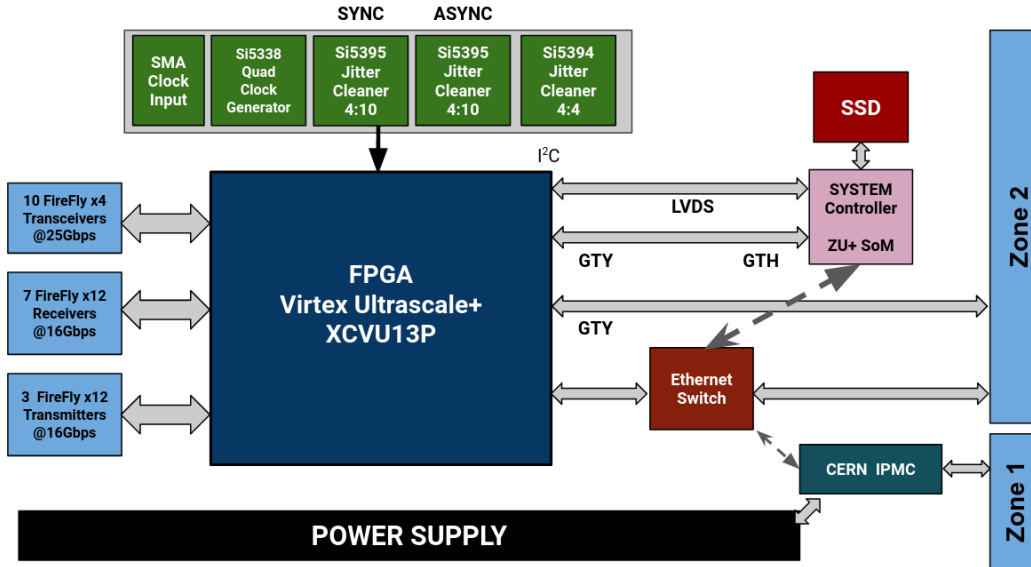 SYNC
ASYNC
SMA
Clock
Input
Si5338
Quad
Clock
Generator
Si5395
Jitter
Cleaner
4:10
Si5395
Jitter
Cleaner
4:10
Si5394
Jitter
Cleaner
4:4
I²C
SSD
10 FireFly x4
Transceivers
@25Gbps
7 FireFly x12
Receivers
@16Gbps
3 FireFly x12
Transmitters
@16Gbps
FPGA
Virtex Ultrascale+
XCVU13P
LVDS
GTY
GTH
GTY
SYSTEM
Controller
ZU+ SoM
Ethernet
Switch
CERN IPMC
Zone 2
Zone 1
POWER SUPPLY